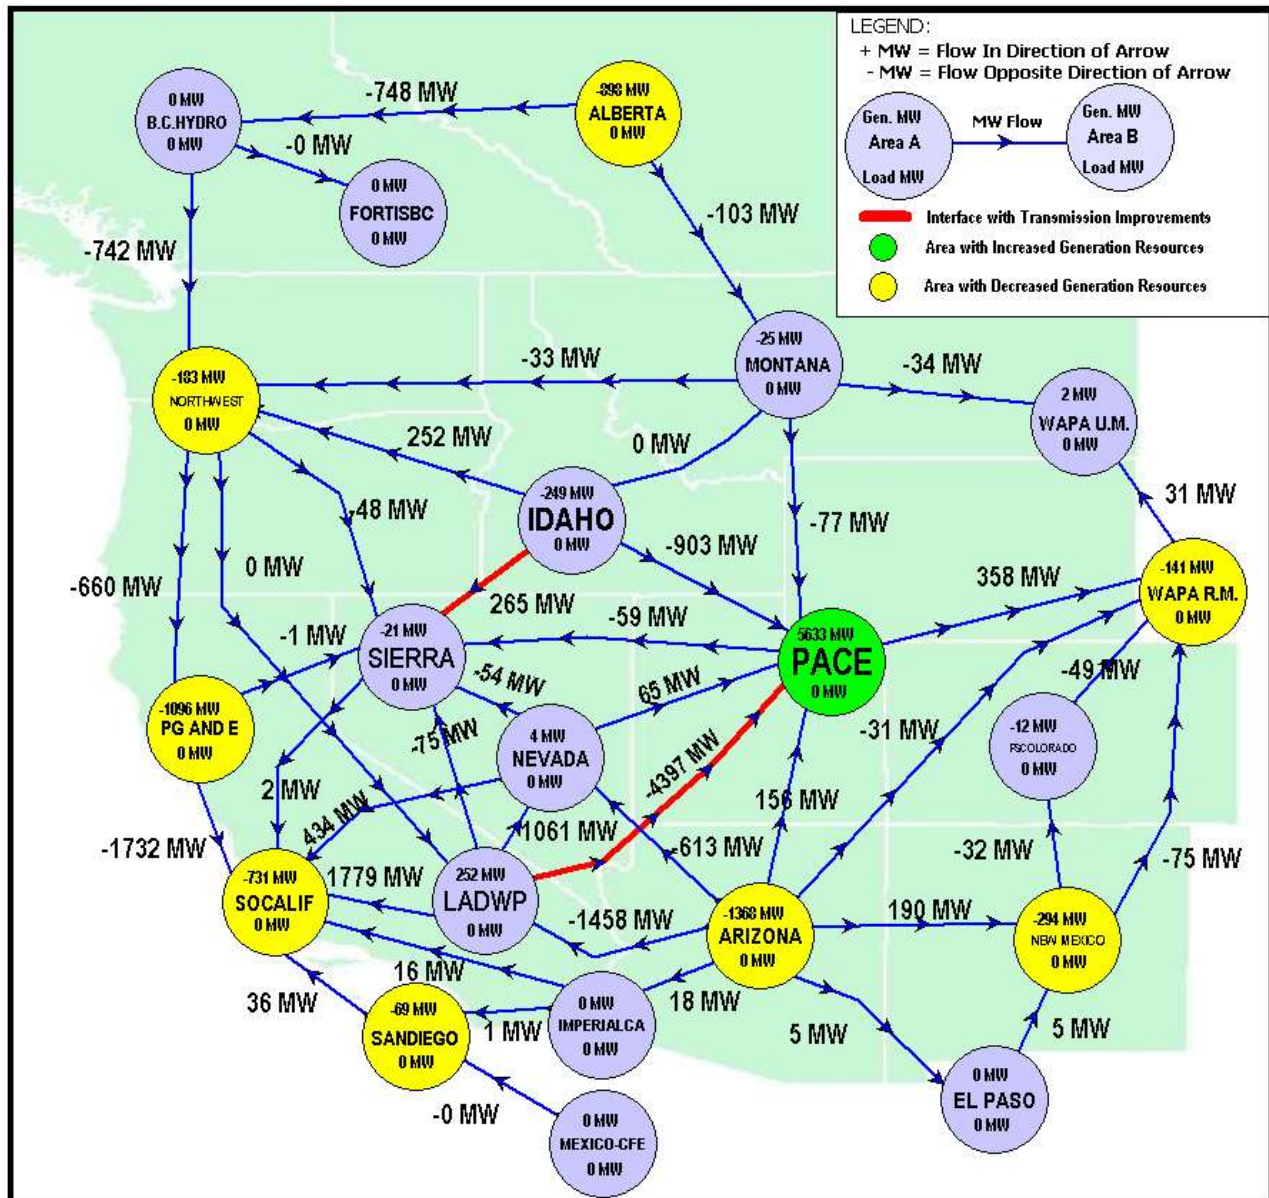 LEGEND:
+ MW = Flow In Direction of Arrow
- MW = Flow Opposite Direction of Arrow
Gen. MW
Area A
Load MW
MW Flow
Gen. MW
Area B
Load MW
Interface with Transmission Improvements
Area with Increased Generation Resources
Area with Decreased Generation Resources
0 MW
B.C.HYDRO
0 MW
-748 MW
-898 MW
ALBERTA
0 MW
-0 MW
0 MW
FORTISBC
0 MW
-103 MW
-742 MW
-25 MW
MONTANA
0 MW
-33 MW
-34 MW
2 MW
WAPA U.M.
0 MW
-183 MW
NORTHWEST
0 MW
252 MW
0 MW
31 MW
-249 MW
IDAHO
0 MW
-48 MW
-77 MW
-903 MW
0 MW
-660 MW
358 MW
-141 MW
WAPA R.M.
0 MW
265 MW
-59 MW
-1 MW
-21 MW
SIERRA
0 MW
5633 MW
PACE
0 MW
-54 MW
65 MW
-49 MW
-1096 MW
PG AND E
0 MW
-75 MW
4 MW
NEVADA
0 MW
-4397 MW
-31 MW
-12 MW
PSCOLORADO
0 MW
2 MW
434 MW
156 MW
1061 MW
-613 MW
-32 MW
-75 MW
-1732 MW
-731 MW
SOCALIF
0 MW
1779 MW
252 MW
LADWP
0 MW
-1458 MW
-1368 MW
ARIZONA
0 MW
190 MW
-294 MW
NEW MEXICO
0 MW
16 MW
18 MW
36 MW
-69 MW
SANDIEGO
0 MW
1 MW
0 MW
IMPERIALCA
0 MW
5 MW
5 MW
0 MW
EL PASO
0 MW
-0 MW
0 MW
MEXICO-CFE
0 MW